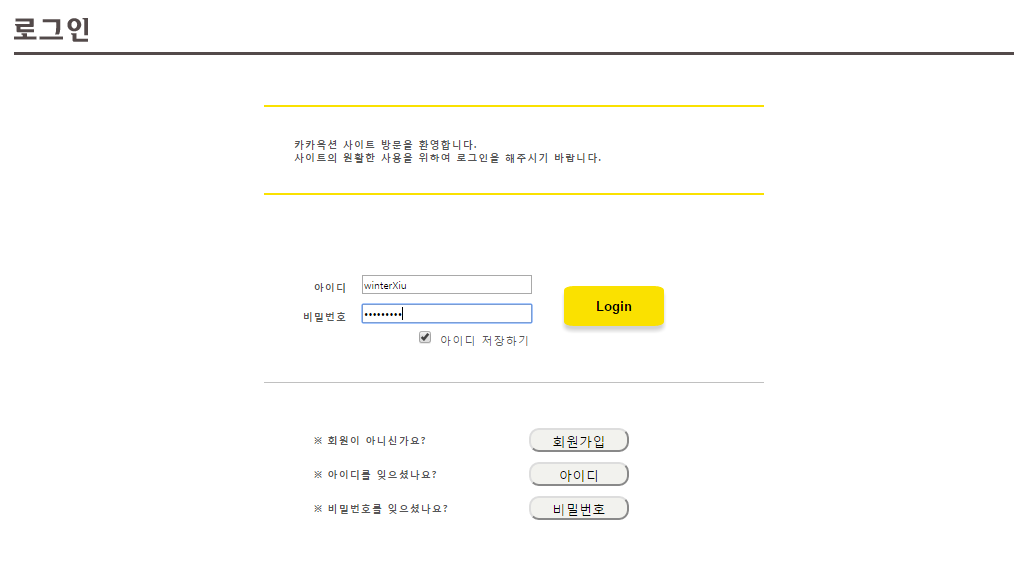 로그인
카카옥션 사이트 방문을 환영합니다.
사이트의 원활한 사용을 위하여 로그인을 해주시기 바랍니다.
아이디 winterXiu
Login
비밀번호 •••••••••
아이디 저장하기
※ 회원이 아니신가요? 회원가입
※ 아이디를 잊으셨나요? 아이디
※ 비밀번호를 잊으셨나요? 비밀번호